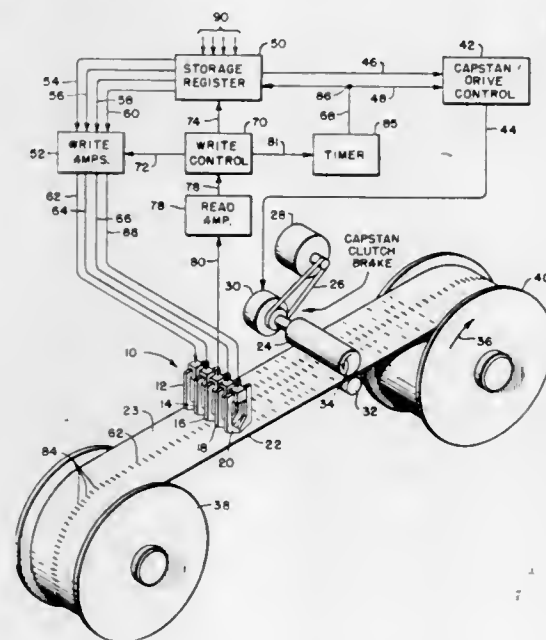 90
50
42
54
56
58
60
STORAGE
REGISTER
46
48
86
CAPSTAN
DRIVE
CONTROL
74
70
68
85
44
52
WRITE
AMPS.
72
WRITE
CONTROL
81
TIMER
62
64
66
68
78
78
READ
AMP.
28
80
30
CAPSTAN
CLUTCH
BRAKE
26
40
36
24
10
12
14
23
16
18
20
22
34
32
62
84
38